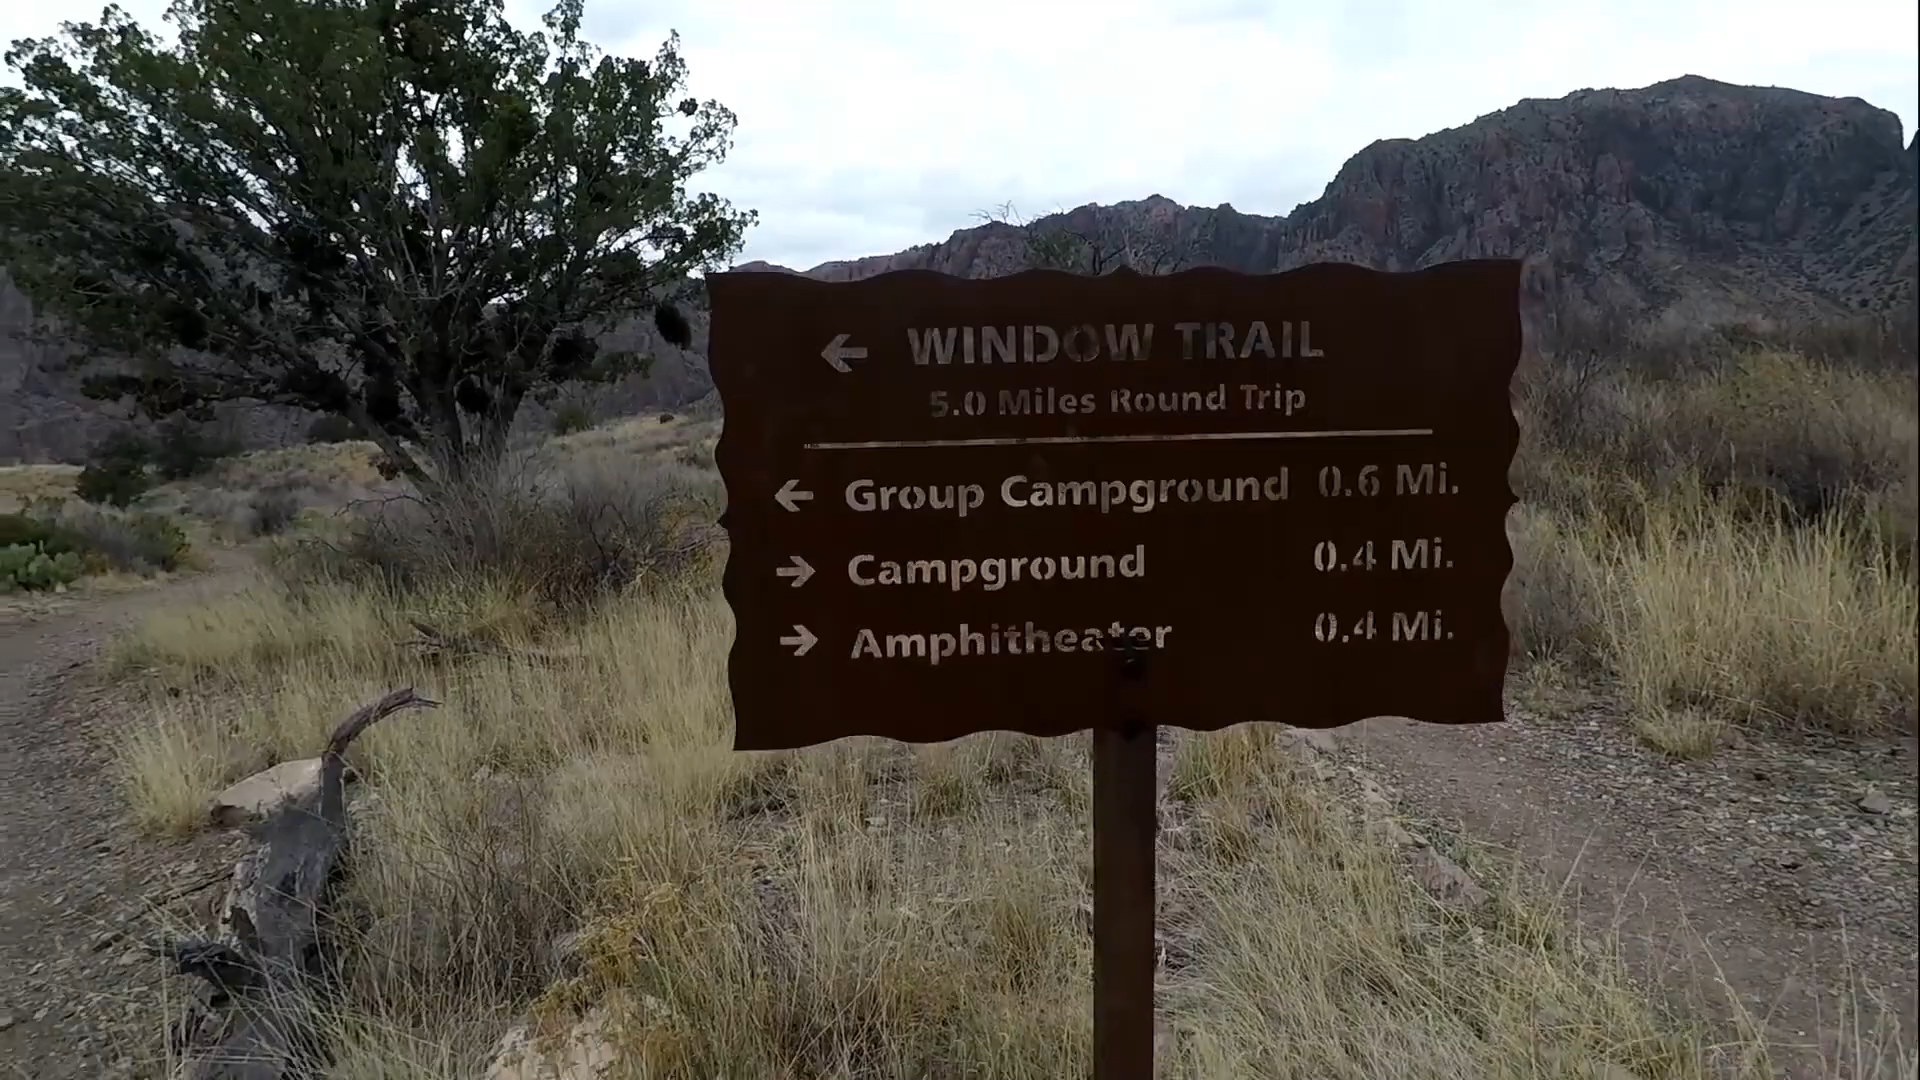 ← WINDOW TRAIL
5.0 Miles Round Trip
← Group Campground 0.6 Mi.
→ Campground 0.4 Mi.
→ Amphitheater 0.4 Mi.